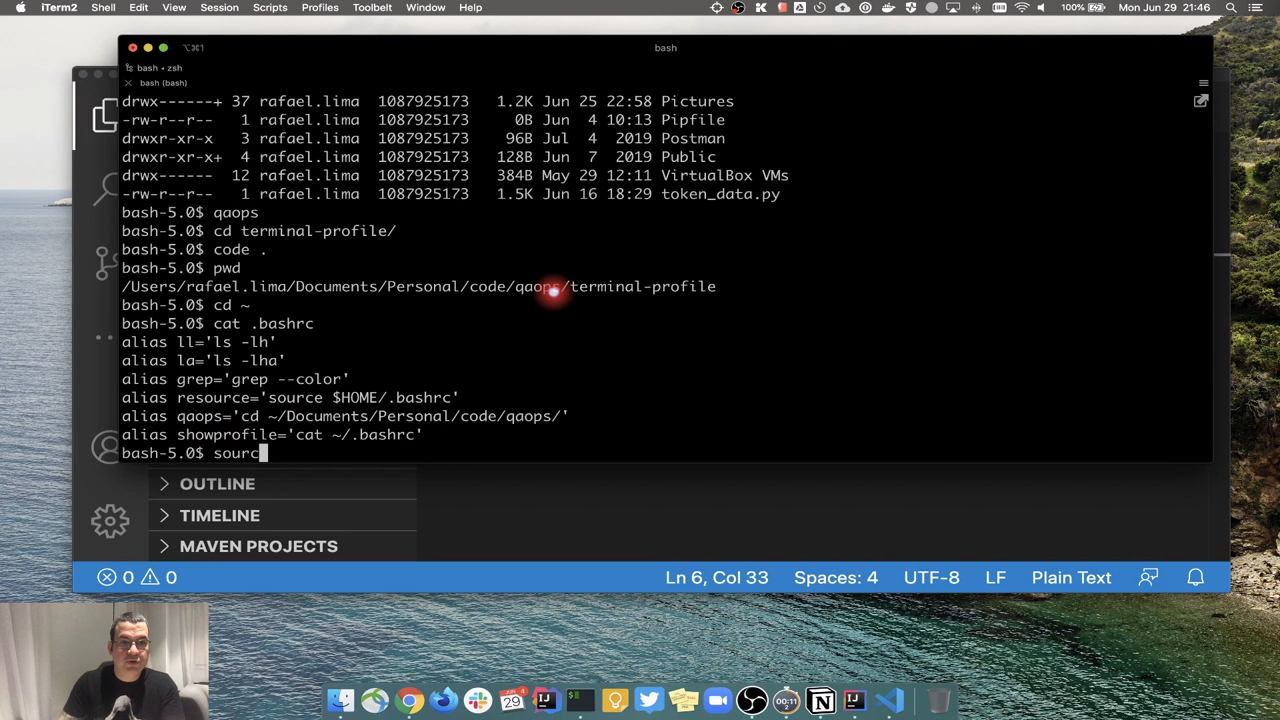 iTerm2 Shell Edit View Session Scripts Profiles Toolbelt Window Help 100% Mon Jun 29 21:46
⌥⌘1 bash
bash • zsh
bash (bash)
drwx------+ 37 rafael.lima 1087925173 1.2K Jun 25 22:58 Pictures
-rw-r--r-- 1 rafael.lima 1087925173 0B Jun 4 10:13 Pipfile
drwxr-xr-x 3 rafael.lima 1087925173 96B Jul 4 2019 Postman
drwxr-xr-x+ 4 rafael.lima 1087925173 128B Jun 7 2019 Public
drwx------ 12 rafael.lima 1087925173 384B May 29 12:11 VirtualBox VMs
-rw-r--r-- 1 rafael.lima 1087925173 1.5K Jun 16 18:29 token_data.py
bash-5.0$ qaops
bash-5.0$ cd terminal-profile/
bash-5.0$ code .
bash-5.0$ pwd
/Users/rafael.lima/Documents/Personal/code/qaops/terminal-profile
bash-5.0$ cd ~
bash-5.0$ cat .bashrc
alias ll='ls -lh'
alias la='ls -lha'
alias grep='grep --color'
alias resource='source $HOME/.bashrc'
alias qaops='cd ~/Documents/Personal/code/qaops/'
alias showprofile='cat ~/.bashrc'
bash-5.0$ sourc
OUTLINE
TIMELINE
MAVEN PROJECTS
0 0 Ln 6, Col 33 Spaces: 4 UTF-8 LF Plain Text
JUN 4
29
00:11